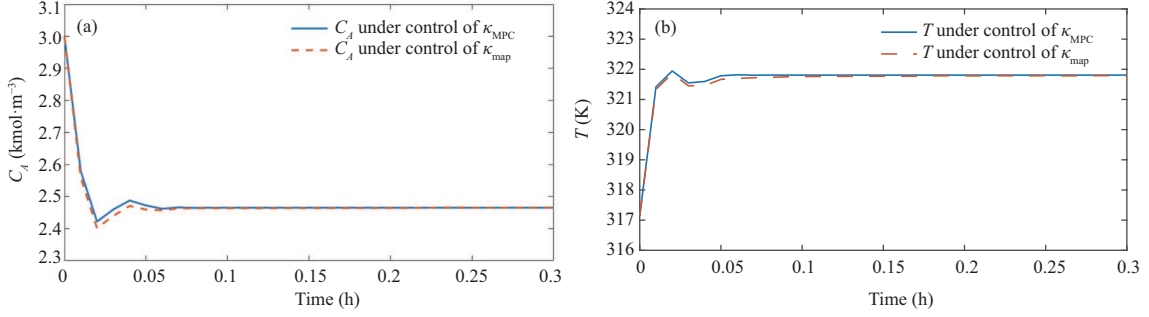 (a)
C_A under control of κ_MPC
C_A under control of κ_map
3.1
3.0
2.9
2.8
2.7
2.6
2.5
2.4
2.3
C_A (kmol·m⁻³)
0 0.05 0.1 0.15 0.2 0.25 0.3
Time (h)
(b)
T under control of κ_MPC
T under control of κ_map
324
323
322
321
320
319
318
317
316
T (K)
0 0.05 0.1 0.15 0.2 0.25 0.3
Time (h)